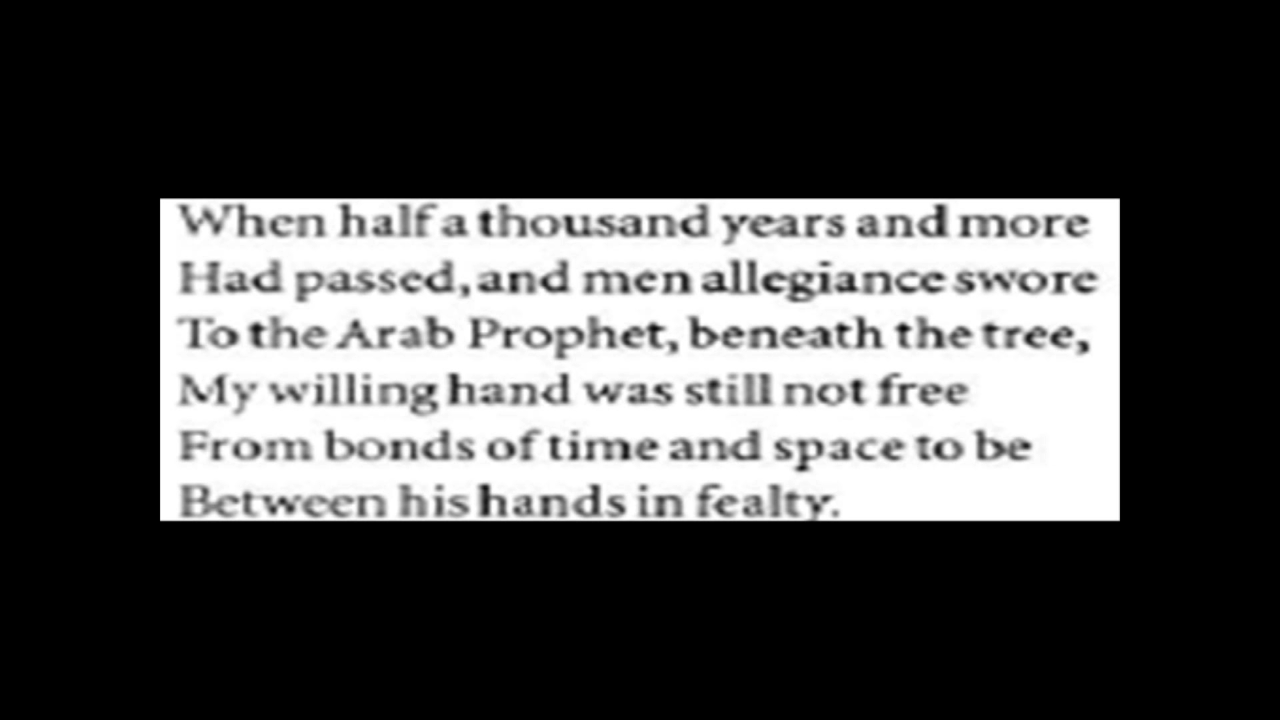 When half a thousand years and more
Had passed, and men allegiance swore
To the Arab Prophet, beneath the tree,
My willing hand was still not free
From bonds of time and space to be
Between his hands in fealty.